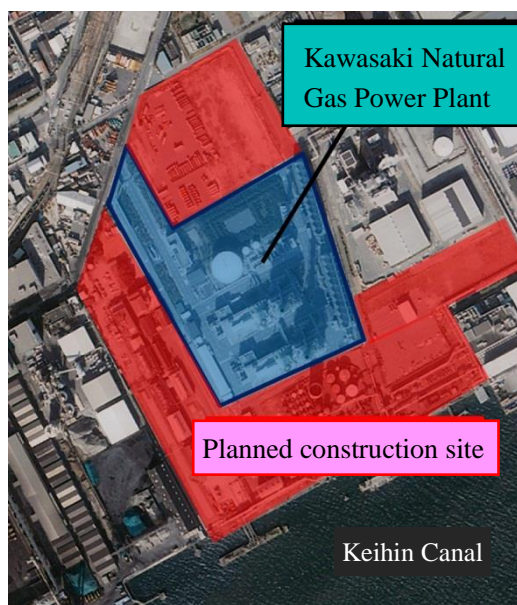 Kawasaki Natural
Gas Power Plant
Planned construction site
Keihin Canal